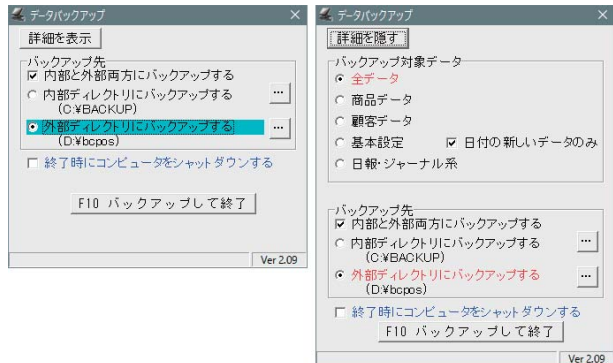 データバックアップ
詳細を表示
バックアップ先
内部と外部両方にバックアップする
内部ディレクトリにバックアップする
(C:¥BACKUP)
...
外部ディレクトリにバックアップする
(D:¥bcpos)
...
終了時にコンピュータをシャットダウンする
F10 バックアップして終了
Ver 2.09
データバックアップ
詳細を隠す
バックアップ対象データ
全データ
商品データ
顧客データ
基本設定 日付の新しいデータのみ
日報・ジャーナル系
バックアップ先
内部と外部両方にバックアップする
内部ディレクトリにバックアップする
(C:¥BACKUP)
...
外部ディレクトリにバックアップする
(D:¥bcpos)
...
終了時にコンピュータをシャットダウンする
F10 バックアップして終了
Ver 2.09